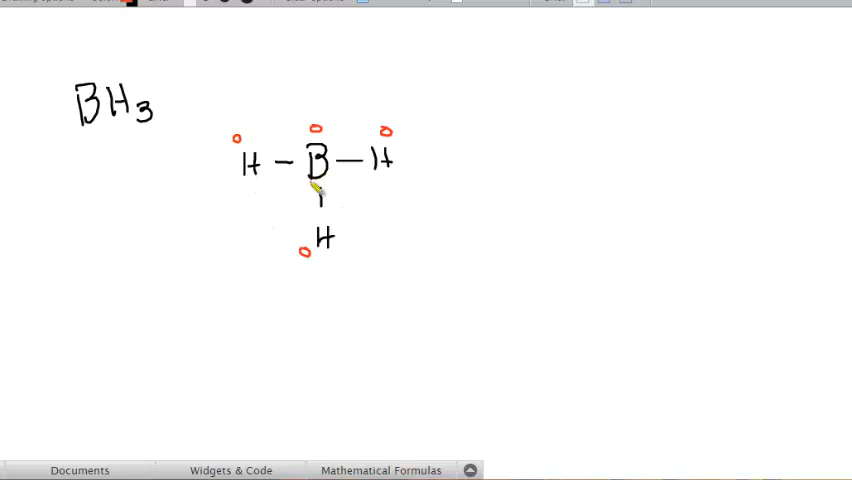 BH3
0 0 0
H – B – H
|
0 H
Documents Widgets & Code Mathematical Formulas